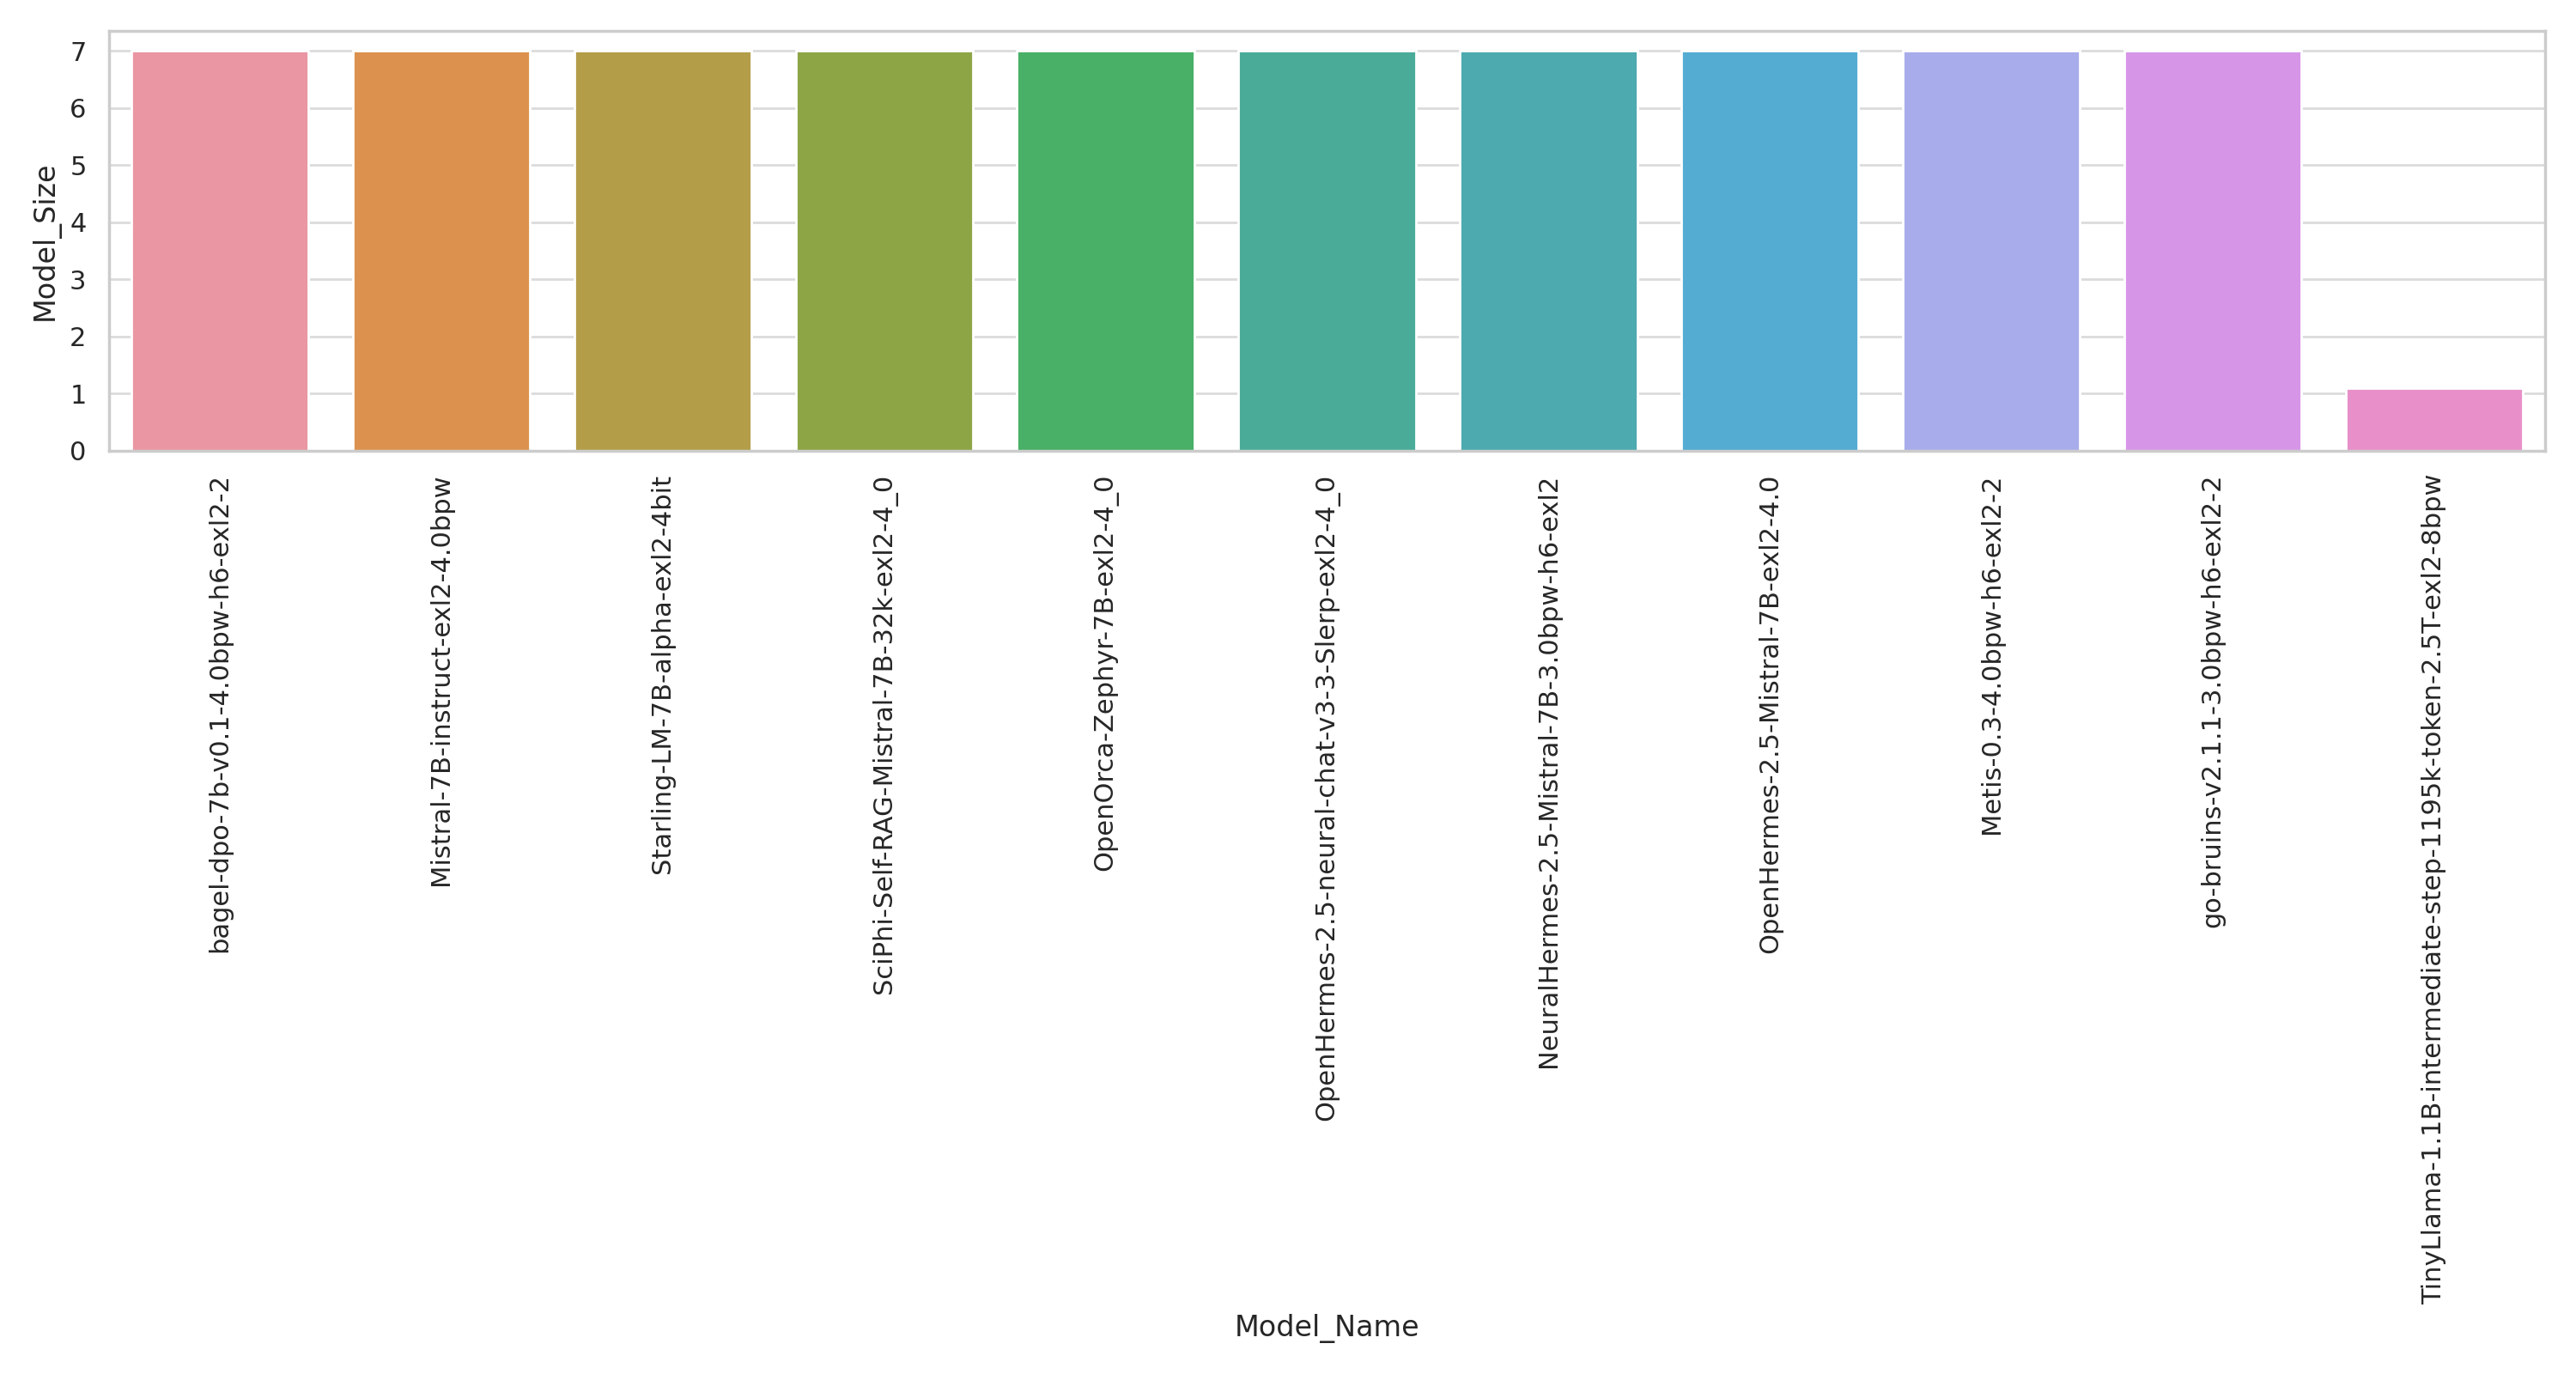 Model_Size
7
6
5
4
3
2
1
0
bagel-dpo-7b-v0.1-4.0bpw-h6-exl2-2
Mistral-7B-instruct-exl2-4.0bpw
Starling-LM-7B-alpha-exl2-4bit
SciPhi-Self-RAG-Mistral-7B-32k-exl2-4_0
OpenOrca-Zephyr-7B-exl2-4_0
OpenHermes-2.5-neural-chat-v3-3-Slerp-exl2-4_0
NeuralHermes-2.5-Mistral-7B-3.0bpw-h6-exl2
OpenHermes-2.5-Mistral-7B-exl2-4.0
Metis-0.3-4.0bpw-h6-exl2-2
go-bruins-v2.1.1-3.0bpw-h6-exl2-2
TinyLlama-1.1B-intermediate-step-1195k-token-2.5T-exl2-8bpw
Model_Name